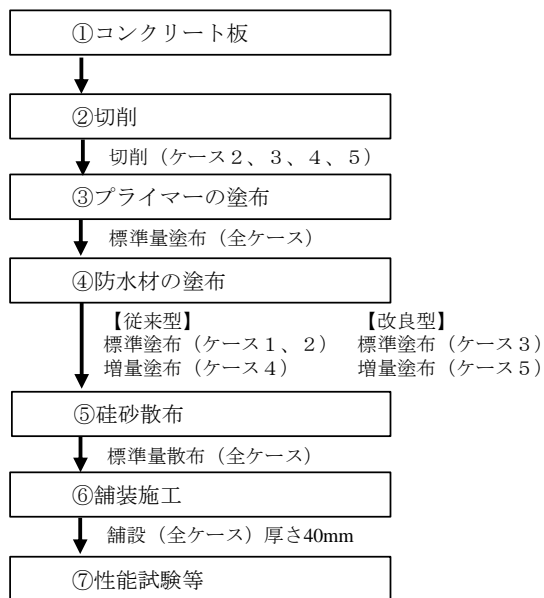 ①コンクリート板
②切削
切削（ケース２、３、４、５）
③プライマーの塗布
標準量塗布（全ケース）
④防水材の塗布
【従来型】　【改良型】
標準塗布（ケース１、２）　標準塗布（ケース３）
増量塗布（ケース４）　増量塗布（ケース５）
⑤硅砂散布
標準量散布（全ケース）
⑥舗装施工
舗設（全ケース）厚さ40mm
⑦性能試験等